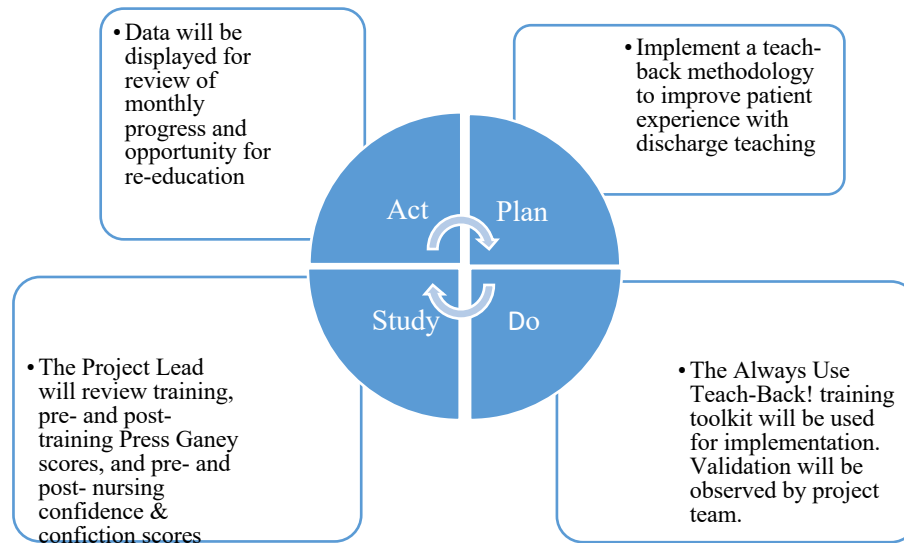 • Data will be
displayed for
review of
monthly
progress and
opportunity for
re-education
• Implement a teach-
back methodology
to improve patient
experience with
discharge teaching
Act
Plan
Study
Do
• The Project Lead
will review training,
pre- and post-
training Press Ganey
scores, and pre- and
post- nursing
confidence &
confiction scores
• The Always Use
Teach-Back! training
toolkit will be used
for implementation.
Validation will be
observed by project
team.